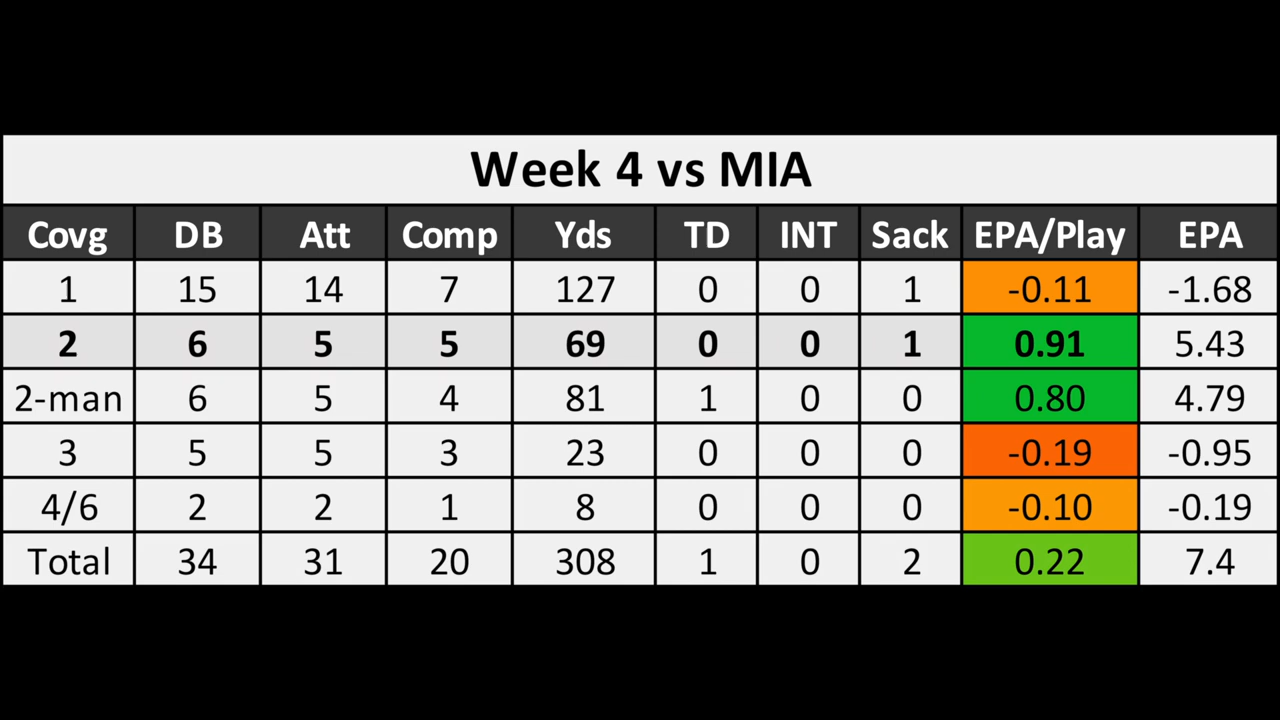 Week 4 vs MIA
Covg DB Att Comp Yds TD INT Sack EPA/Play EPA
1 15 14 7 127 0 0 1 -0.11 -1.68
2 6 5 5 69 0 0 1 0.91 5.43
2-man 6 5 4 81 1 0 0 0.80 4.79
3 5 5 3 23 0 0 0 -0.19 -0.95
4/6 2 2 1 8 0 0 0 -0.10 -0.19
Total 34 31 20 308 1 0 2 0.22 7.4